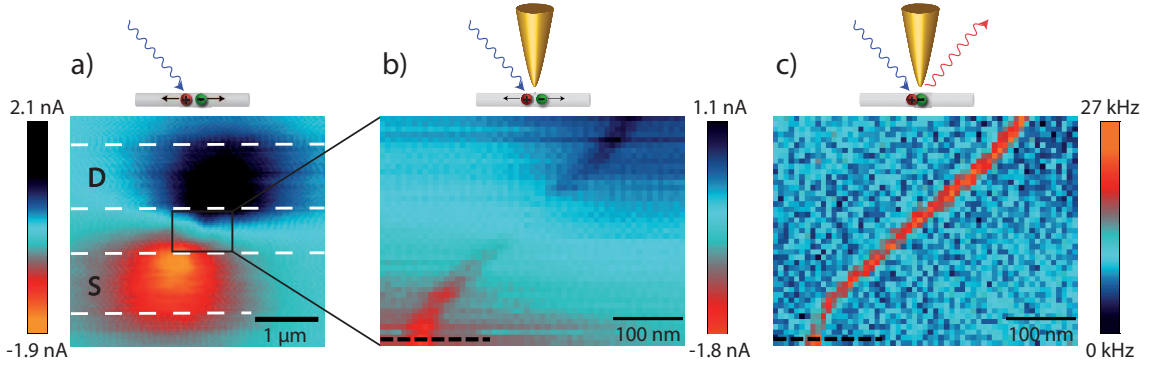 a)
2.1 nA
-1.9 nA
D
S
1 µm
b)
1.1 nA
-1.8 nA
100 nm
c)
27 kHz
0 kHz
100 nm